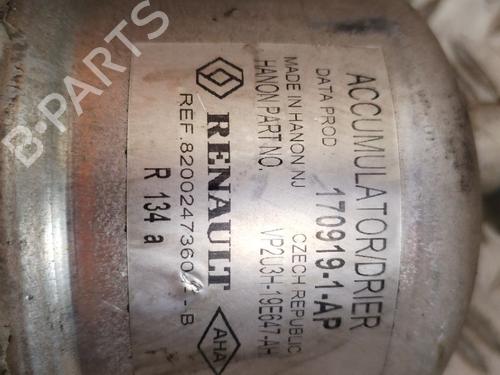 ACCUMULATOR/DRIER
DATA PROD. 170919-1-AP
MADE IN HANON NJ CZECH REPUBLIC
HANON PART NO. VP2U3H-19E647-AH
RENAULT
AHA
REF.8200247360 -B
R 134 a
B-PARTS